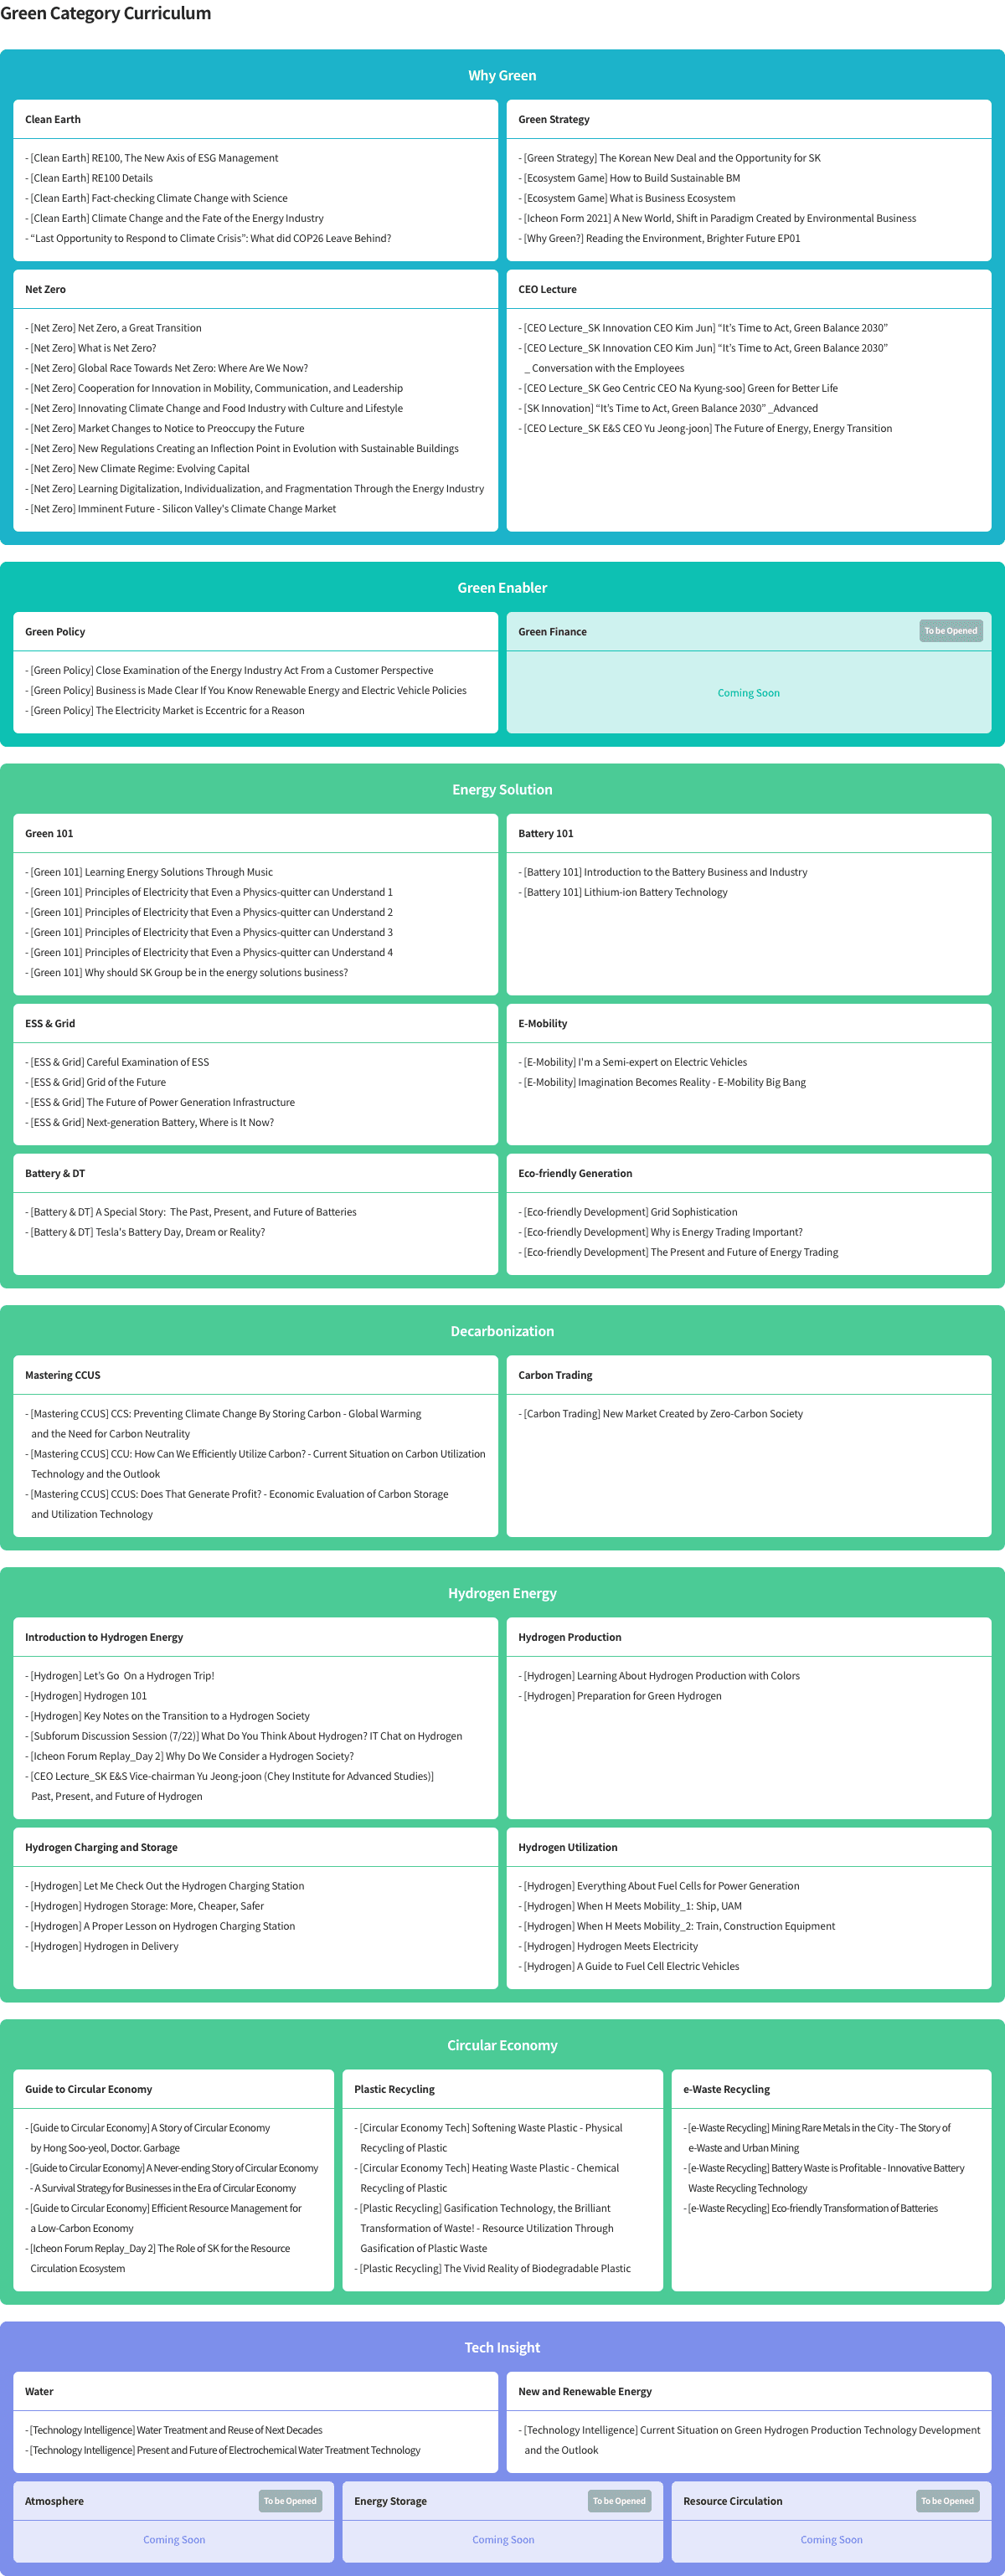 Green Category Curriculum
Why Green
Clean Earth
- [Clean Earth] RE100, The New Axis of ESG Management
- [Clean Earth] RE100 Details
- [Clean Earth] Fact-checking Climate Change with Science
- [Clean Earth] Climate Change and the Fate of the Energy Industry
- “Last Opportunity to Respond to Climate Crisis”: What did COP26 Leave Behind?
Green Strategy
- [Green Strategy] The Korean New Deal and the Opportunity for SK
- [Ecosystem Game] How to Build Sustainable BM
- [Ecosystem Game] What is Business Ecosystem
- [Icheon Form 2021] A New World, Shift in Paradigm Created by Environmental Business
- [Why Green?] Reading the Environment, Brighter Future EP01
Net Zero
- [Net Zero] Net Zero, a Great Transition
- [Net Zero] What is Net Zero?
- [Net Zero] Global Race Towards Net Zero: Where Are We Now?
- [Net Zero] Cooperation for Innovation in Mobility, Communication, and Leadership
- [Net Zero] Innovating Climate Change and Food Industry with Culture and Lifestyle
- [Net Zero] Market Changes to Notice to Preoccupy the Future
- [Net Zero] New Regulations Creating an Inflection Point in Evolution with Sustainable Buildings
- [Net Zero] New Climate Regime: Evolving Capital
- [Net Zero] Learning Digitalization, Individualization, and Fragmentation Through the Energy Industry
- [Net Zero] Imminent Future - Silicon Valley's Climate Change Market
CEO Lecture
- [CEO Lecture_SK Innovation CEO Kim Jun] “It’s Time to Act, Green Balance 2030”
- [CEO Lecture_SK Innovation CEO Kim Jun] “It’s Time to Act, Green Balance 2030”
_ Conversation with the Employees
- [CEO Lecture_SK Geo Centric CEO Na Kyung-soo] Green for Better Life
- [SK Innovation] “It’s Time to Act, Green Balance 2030” _Advanced
- [CEO Lecture_SK E&S CEO Yu Jeong-joon] The Future of Energy, Energy Transition
Green Enabler
Green Policy
- [Green Policy] Close Examination of the Energy Industry Act From a Customer Perspective
- [Green Policy] Business is Made Clear If You Know Renewable Energy and Electric Vehicle Policies
- [Green Policy] The Electricity Market is Eccentric for a Reason
Green Finance
To be Opened
Coming Soon
Energy Solution
Green 101
- [Green 101] Learning Energy Solutions Through Music
- [Green 101] Principles of Electricity that Even a Physics-quitter can Understand 1
- [Green 101] Principles of Electricity that Even a Physics-quitter can Understand 2
- [Green 101] Principles of Electricity that Even a Physics-quitter can Understand 3
- [Green 101] Principles of Electricity that Even a Physics-quitter can Understand 4
- [Green 101] Why should SK Group be in the energy solutions business?
Battery 101
- [Battery 101] Introduction to the Battery Business and Industry
- [Battery 101] Lithium-ion Battery Technology
ESS & Grid
- [ESS & Grid] Careful Examination of ESS
- [ESS & Grid] Grid of the Future
- [ESS & Grid] The Future of Power Generation Infrastructure
- [ESS & Grid] Next-generation Battery, Where is It Now?
E-Mobility
- [E-Mobility] I'm a Semi-expert on Electric Vehicles
- [E-Mobility] Imagination Becomes Reality - E-Mobility Big Bang
Battery & DT
- [Battery & DT] A Special Story: The Past, Present, and Future of Batteries
- [Battery & DT] Tesla's Battery Day, Dream or Reality?
Eco-friendly Generation
- [Eco-friendly Development] Grid Sophistication
- [Eco-friendly Development] Why is Energy Trading Important?
- [Eco-friendly Development] The Present and Future of Energy Trading
Decarbonization
Mastering CCUS
- [Mastering CCUS] CCS: Preventing Climate Change By Storing Carbon - Global Warming
and the Need for Carbon Neutrality
- [Mastering CCUS] CCU: How Can We Efficiently Utilize Carbon? - Current Situation on Carbon Utilization
Technology and the Outlook
- [Mastering CCUS] CCUS: Does That Generate Profit? - Economic Evaluation of Carbon Storage
and Utilization Technology
Carbon Trading
- [Carbon Trading] New Market Created by Zero-Carbon Society
Hydrogen Energy
Introduction to Hydrogen Energy
- [Hydrogen] Let’s Go On a Hydrogen Trip!
- [Hydrogen] Hydrogen 101
- [Hydrogen] Key Notes on the Transition to a Hydrogen Society
- [Subforum Discussion Session (7/22)] What Do You Think About Hydrogen? IT Chat on Hydrogen
- [Icheon Forum Replay_Day 2] Why Do We Consider a Hydrogen Society?
- [CEO Lecture_SK E&S Vice-chairman Yu Jeong-joon (Chey Institute for Advanced Studies)]
Past, Present, and Future of Hydrogen
Hydrogen Production
- [Hydrogen] Learning About Hydrogen Production with Colors
- [Hydrogen] Preparation for Green Hydrogen
Hydrogen Charging and Storage
- [Hydrogen] Let Me Check Out the Hydrogen Charging Station
- [Hydrogen] Hydrogen Storage: More, Cheaper, Safer
- [Hydrogen] A Proper Lesson on Hydrogen Charging Station
- [Hydrogen] Hydrogen in Delivery
Hydrogen Utilization
- [Hydrogen] Everything About Fuel Cells for Power Generation
- [Hydrogen] When H Meets Mobility_1: Ship, UAM
- [Hydrogen] When H Meets Mobility_2: Train, Construction Equipment
- [Hydrogen] Hydrogen Meets Electricity
- [Hydrogen] A Guide to Fuel Cell Electric Vehicles
Circular Economy
Guide to Circular Economy
- [Guide to Circular Economy] A Story of Circular Economy
by Hong Soo-yeol, Doctor. Garbage
- [Guide to Circular Economy] A Never-ending Story of Circular Economy
- A Survival Strategy for Businesses in the Era of Circular Economy
- [Guide to Circular Economy] Efficient Resource Management for
a Low-Carbon Economy
- [Icheon Forum Replay_Day 2] The Role of SK for the Resource
Circulation Ecosystem
Plastic Recycling
- [Circular Economy Tech] Softening Waste Plastic - Physical
Recycling of Plastic
- [Circular Economy Tech] Heating Waste Plastic - Chemical
Recycling of Plastic
- [Plastic Recycling] Gasification Technology, the Brilliant
Transformation of Waste! - Resource Utilization Through
Gasification of Plastic Waste
- [Plastic Recycling] The Vivid Reality of Biodegradable Plastic
e-Waste Recycling
- [e-Waste Recycling] Mining Rare Metals in the City - The Story of
e-Waste and Urban Mining
- [e-Waste Recycling] Battery Waste is Profitable - Innovative Battery
Waste Recycling Technology
- [e-Waste Recycling] Eco-friendly Transformation of Batteries
Tech Insight
Water
- [Technology Intelligence] Water Treatment and Reuse of Next Decades
- [Technology Intelligence] Present and Future of Electrochemical Water Treatment Technology
New and Renewable Energy
- [Technology Intelligence] Current Situation on Green Hydrogen Production Technology Development
and the Outlook
Atmosphere
To be Opened
Coming Soon
Energy Storage
To be Opened
Coming Soon
Resource Circulation
To be Opened
Coming Soon